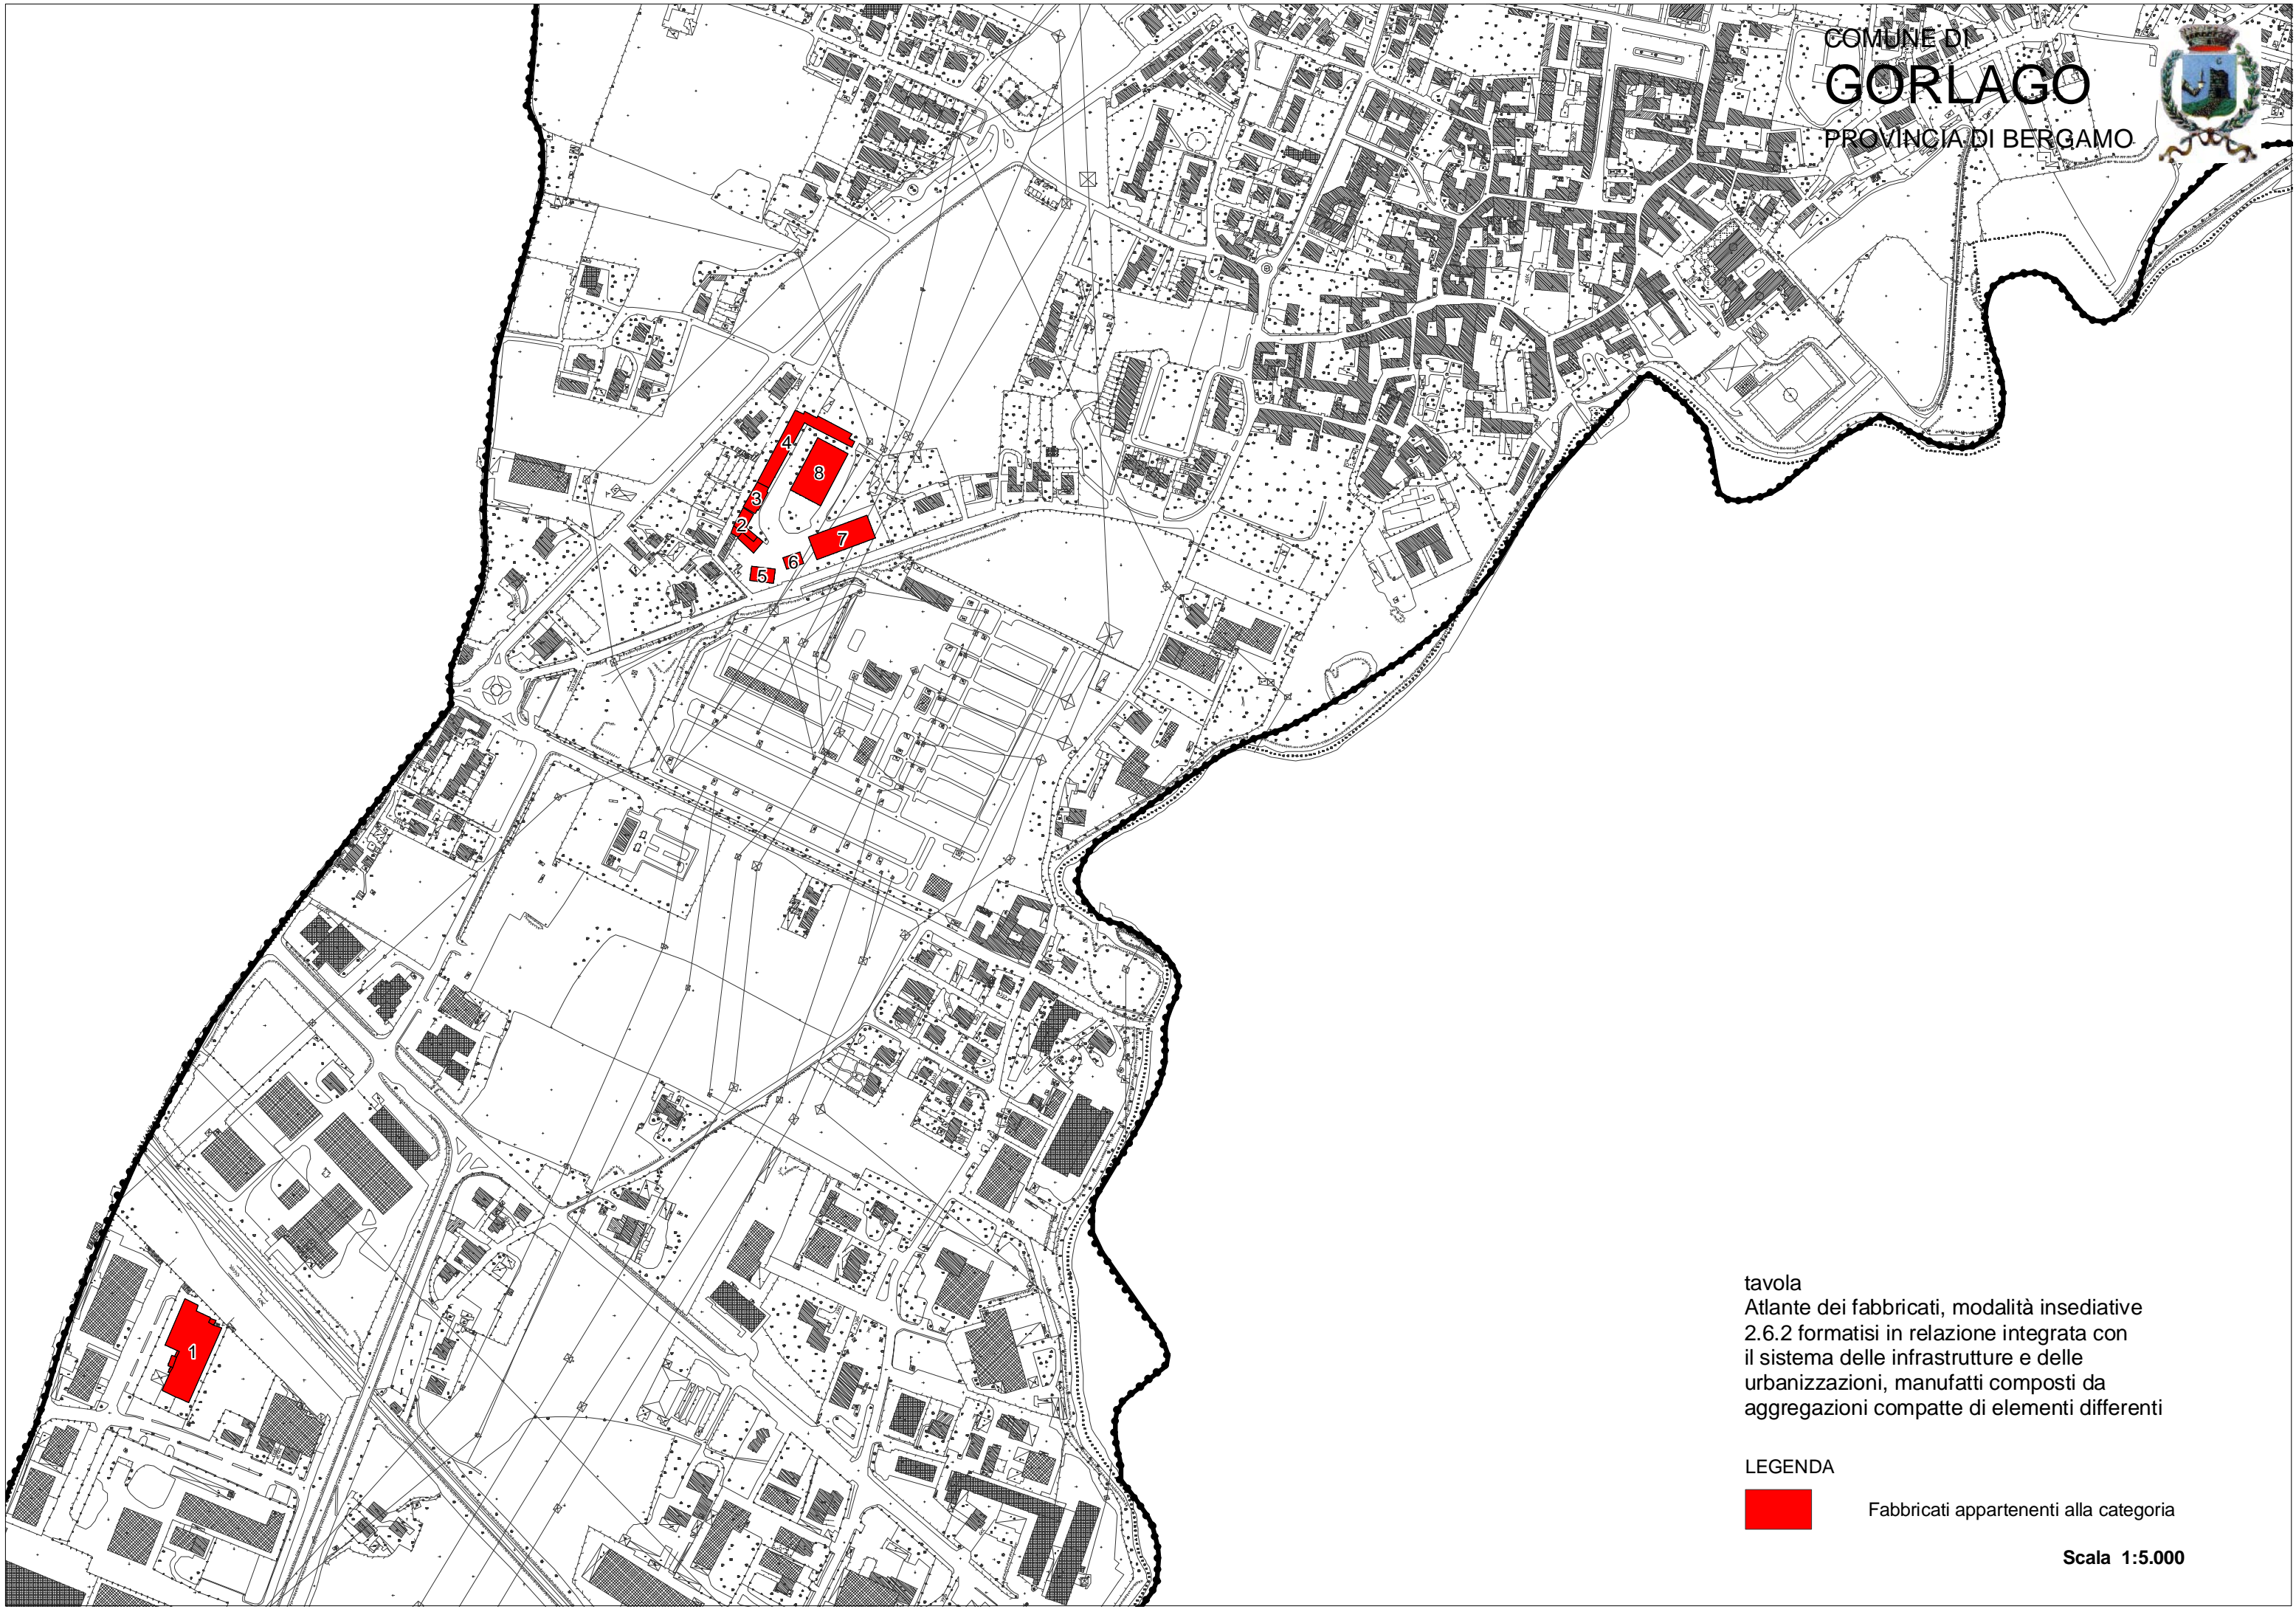 COMUNE DI
GORLAGO
PROVINCIA DI BERGAMO
4
8
3
2
7
6
5
1
tavola
Atlante dei fabbricati, modalità insediative
2.6.2 formatisi in relazione integrata con
il sistema delle infrastrutture e delle
urbanizzazioni, manufatti composti da
aggregazioni compatte di elementi differenti
LEGENDA
Fabbricati appartenenti alla categoria
Scala 1:5.000